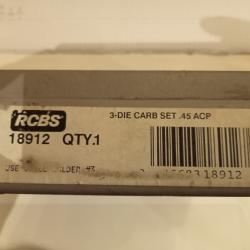 RCBS
3-DIE CARB SET .45 ACP
18912 QTY.1
18912